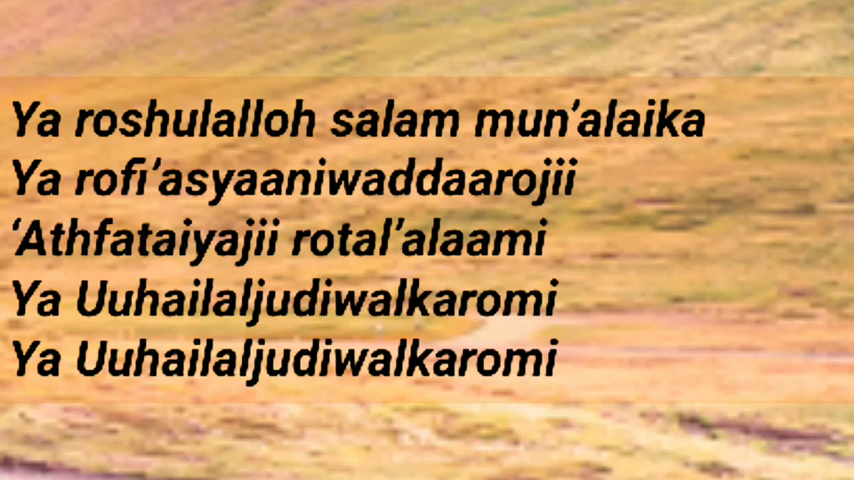 Ya roshulalloh salam mun’alaika
Ya rofi’asyaaniwaddaarojii
‘Athfataiyajii rotal’alaami
Ya Uuhailaljudiwalkaromi
Ya Uuhailaljudiwalkaromi